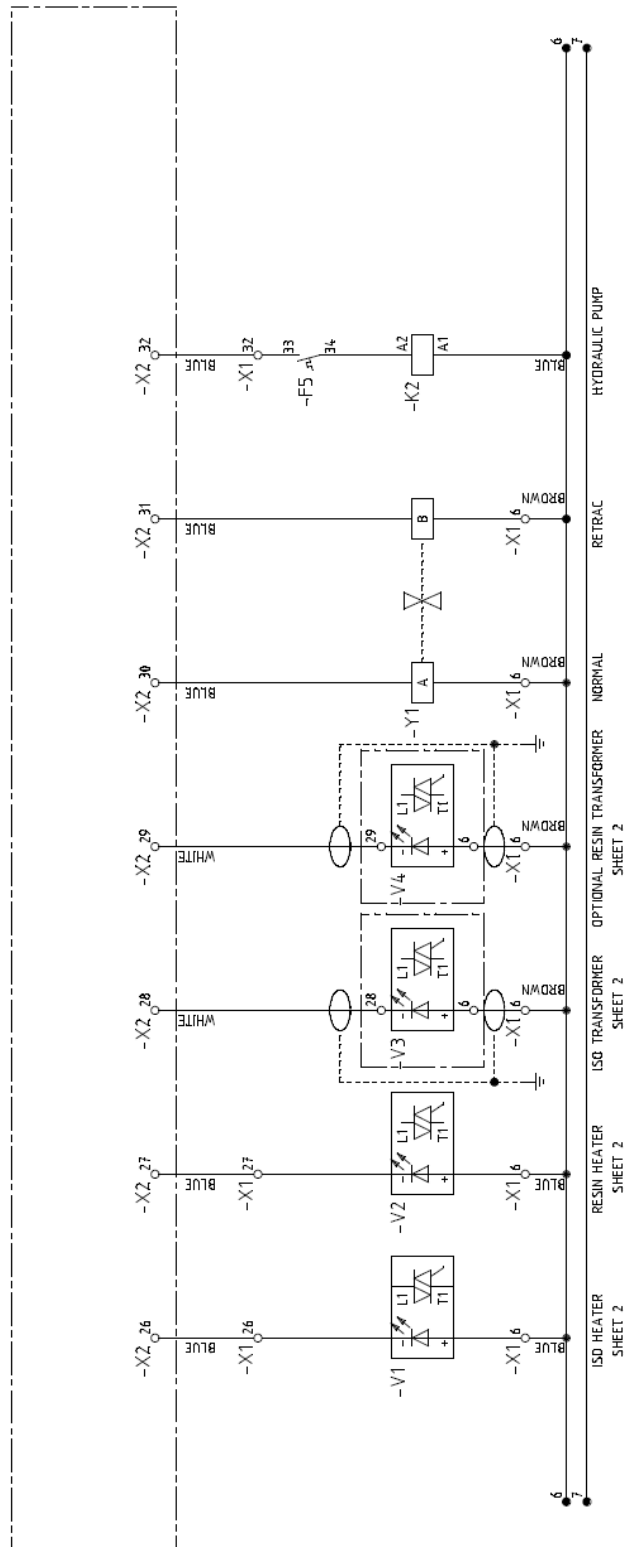 -X2 26
BLUE
-X1 26
-V1
L1
T1
-
+
-X1 6
BLUE
ISO HEATER
SHEET 2
-X2 27
BLUE
-X1 27
-V2
L1
T1
-
+
-X1 6
BLUE
RESIN HEATER
SHEET 2
-X2 28
WHITE
28
-V3
L1
T1
-
+
6
-X1 6
BROWN
ISO TRANSFORMER
SHEET 2
-X2 29
WHITE
29
-V4
L1
T1
-
+
6
-X1 6
BROWN
OPTIONAL RESIN TRANSFORMER
SHEET 2
-X2 30
BLUE
-Y1
A
-X1 6
BROWN
NORMAL
-X2 31
BLUE
B
-X1 6
BROWN
RETRAC
-X2 32
BLUE
-X1 32
33
-F5
34
A2
-K2
A1
BLUE
HYDRAULIC PUMP
6
7
6
7